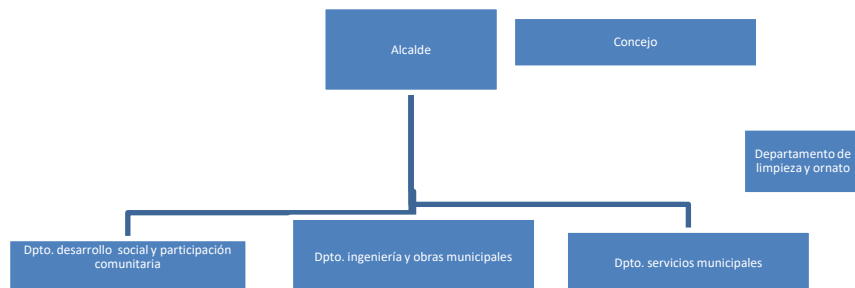 Alcalde
Concejo
Departamento de
limpieza y ornato
Dpto. desarrollo social y participación
comunitaria
Dpto. ingeniería y obras municipales
Dpto. servicios municipales